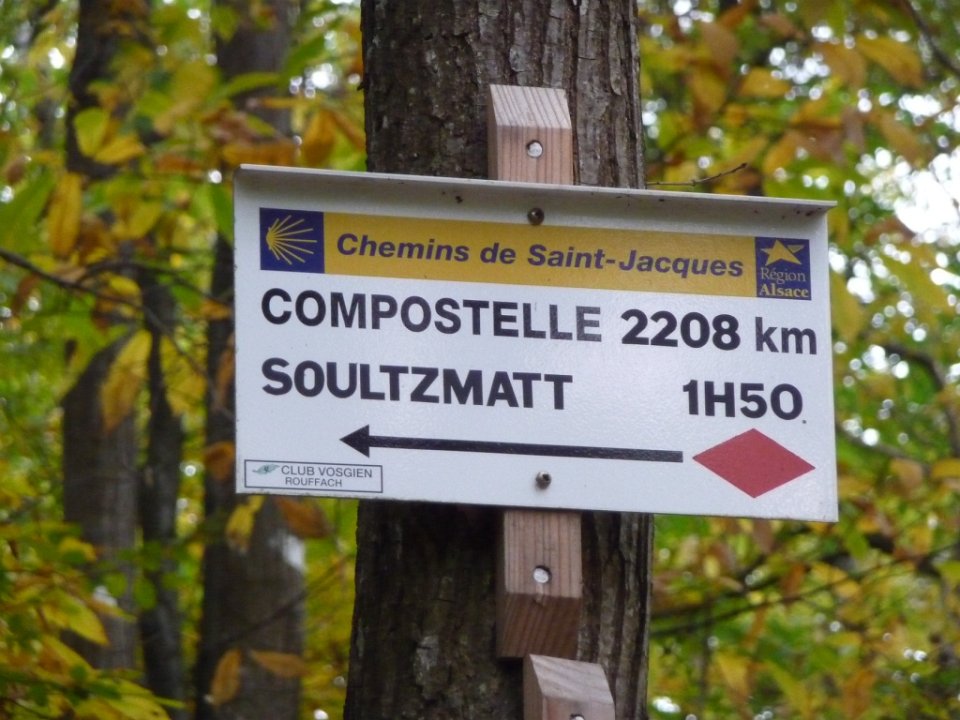 Chemins de Saint-Jacques
Région
Alsace
COMPOSTELLE 2208 km
SOULTZMATT 1H50
CLUB VOSGIEN
ROUFFACH